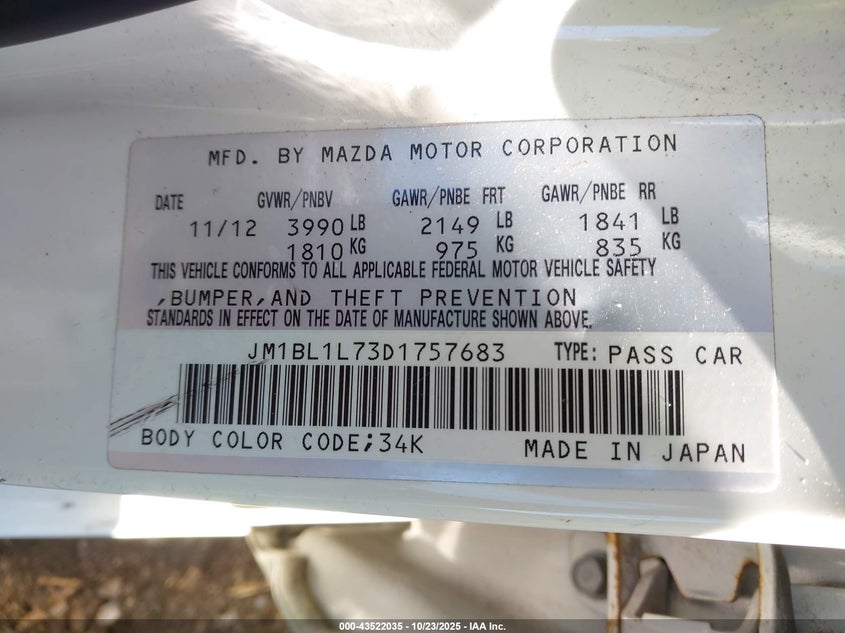 MFD. BY MAZDA MOTOR CORPORATION
DATE GVWR/PNBV GAWR/PNBE FRT GAWR/PNBE RR
11/12 3990 LB 2149 LB 1841 LB
1810 KG 975 KG 835 KG
THIS VEHICLE CONFORMS TO ALL APPLICABLE FEDERAL MOTOR VEHICLE SAFETY
,BUMPER,AND THEFT PREVENTION
STANDARDS IN EFFECT ON THE DATE OF MANUFACTURE SHOWN ABOVE.
JM1BL1L73D1757683 TYPE: PASS CAR
BODY COLOR CODE;34K MADE IN JAPAN
000-43522035 - 10/23/2025 - IAA Inc.